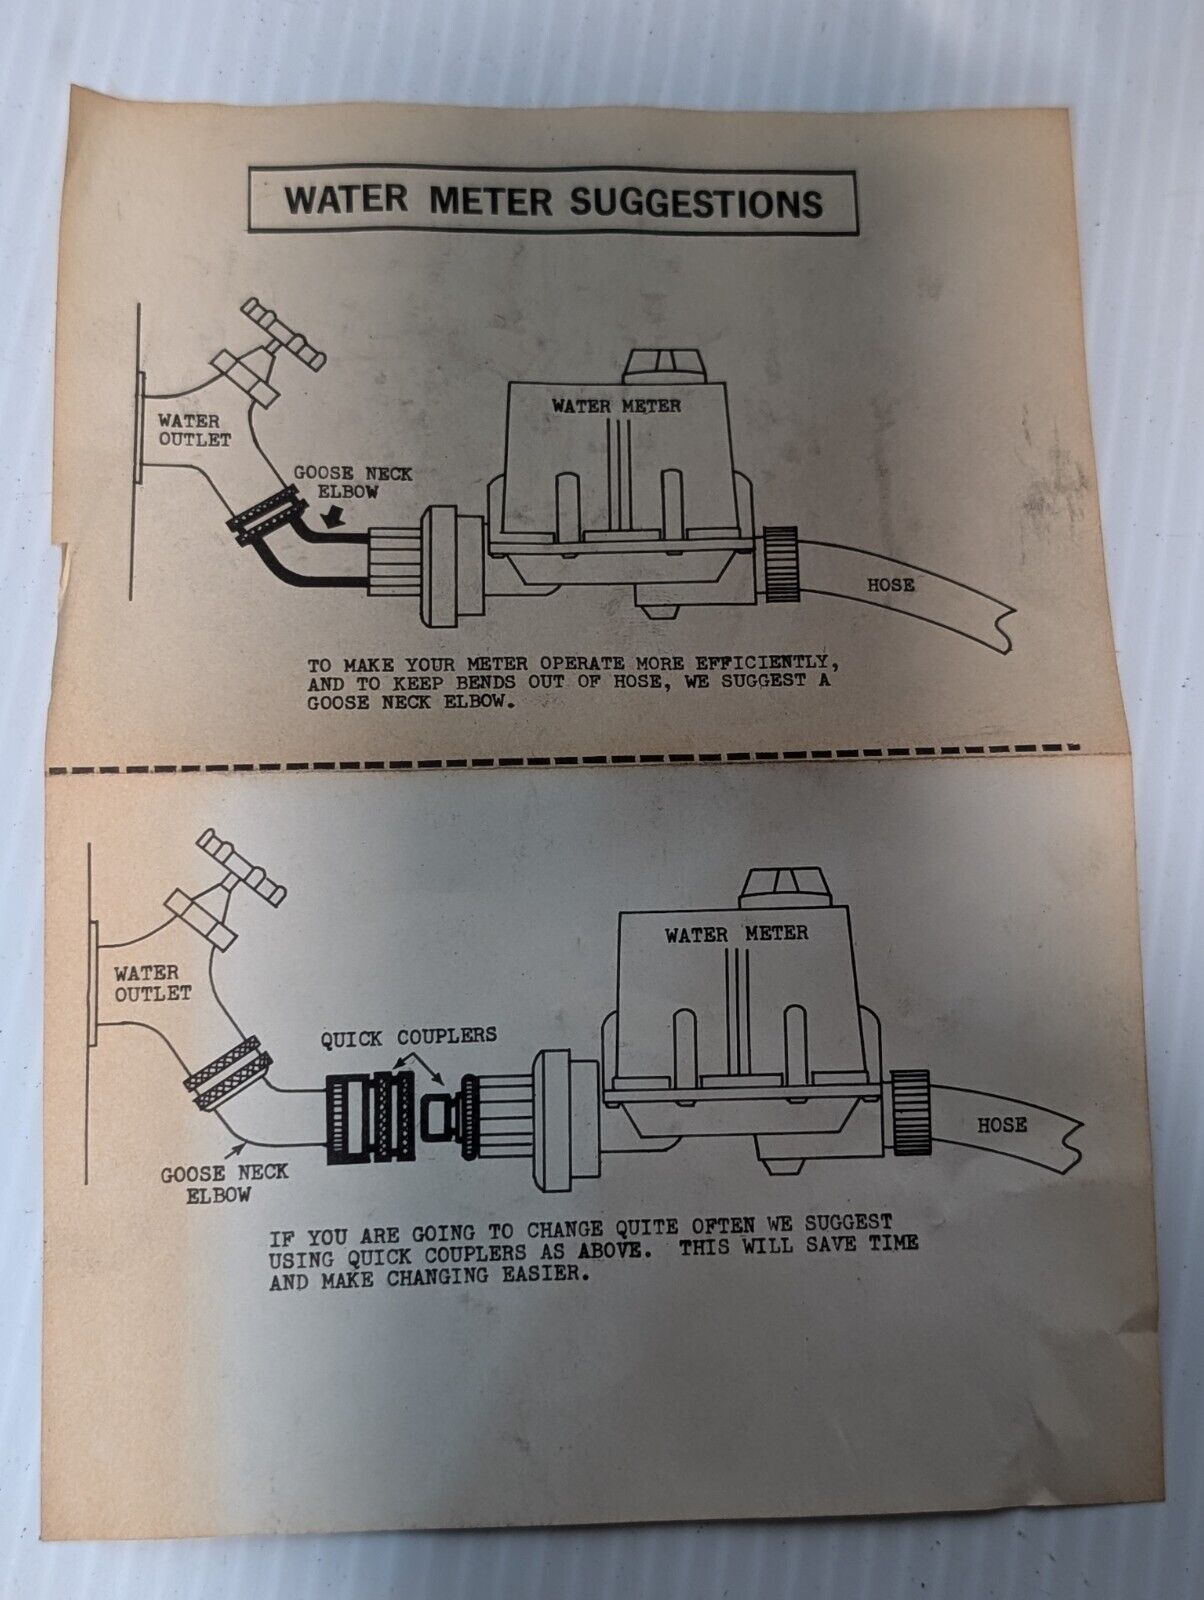 WATER METER SUGGESTIONS
WATER METER
WATER
OUTLET
GOOSE NECK
ELBOW
HOSE
TO MAKE YOUR METER OPERATE MORE EFFICIENTLY,
AND TO KEEP BENDS OUT OF HOSE, WE SUGGEST A
GOOSE NECK ELBOW.
WATER METER
WATER
OUTLET
QUICK COUPLERS
HOSE
GOOSE NECK
ELBOW
IF YOU ARE GOING TO CHANGE QUITE OFTEN WE SUGGEST
USING QUICK COUPLERS AS ABOVE. THIS WILL SAVE TIME
AND MAKE CHANGING EASIER.